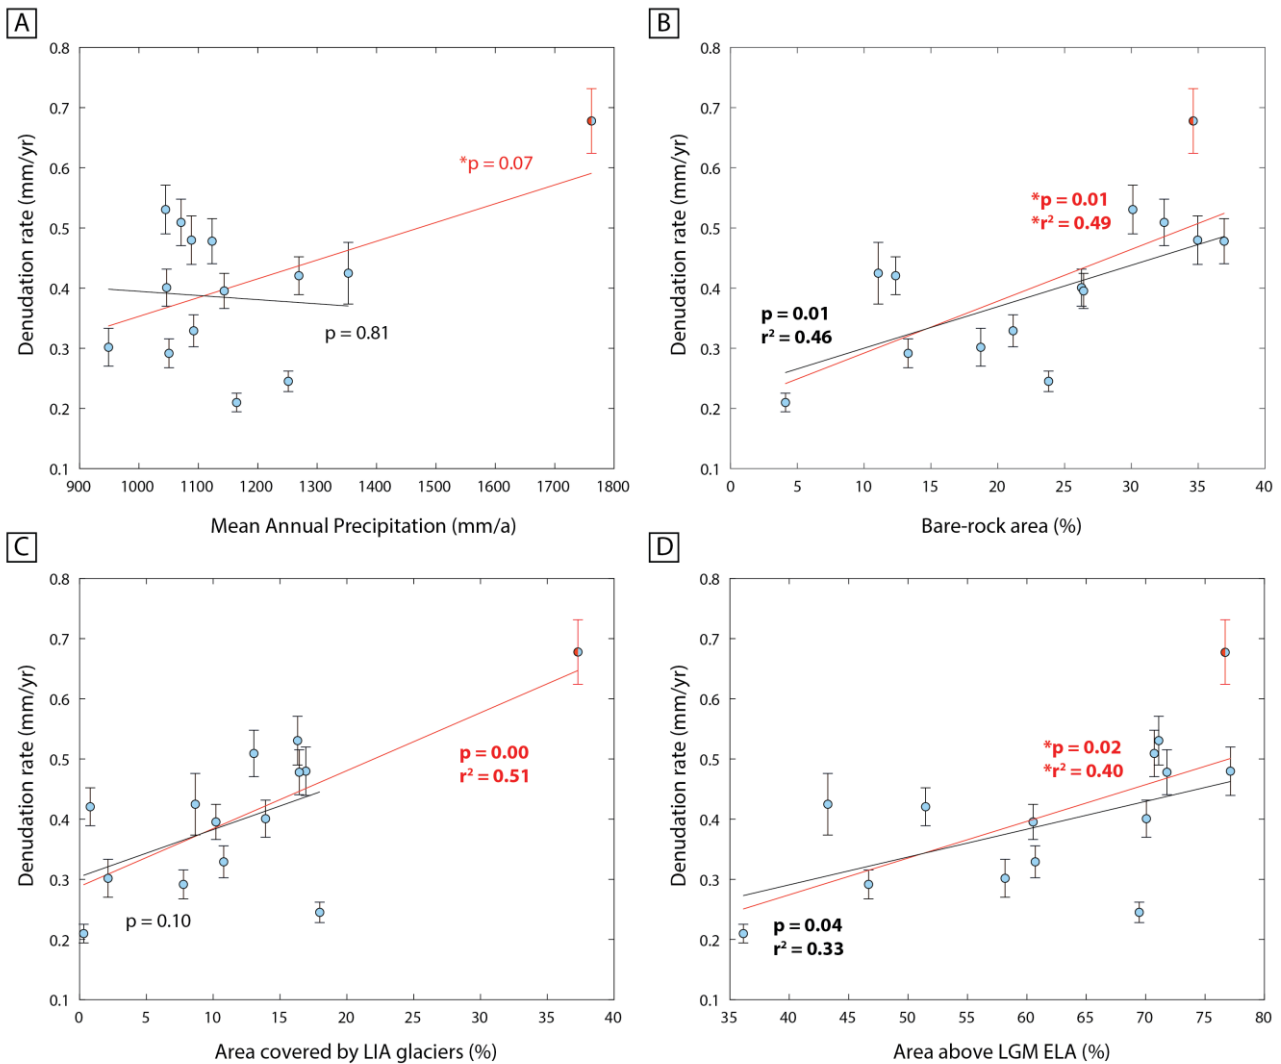 A
0.8
0.7
0.6
0.5
0.4
0.3
0.2
0.1
Denudation rate (mm/yr)
*p = 0.07
p = 0.81
900
1000
1100
1200
1300
1400
1500
1600
1700
1800
Mean Annual Precipitation (mm/a)
B
0.8
0.7
0.6
0.5
0.4
0.3
0.2
0.1
Denudation rate (mm/yr)
*p = 0.01
*r² = 0.49
p = 0.01
r² = 0.46
0
5
10
15
20
25
30
35
40
Bare-rock area (%)
C
0.8
0.7
0.6
0.5
0.4
0.3
0.2
0.1
Denudation rate (mm/yr)
p = 0.00
r² = 0.51
p = 0.10
0
5
10
15
20
25
30
35
40
Area covered by LIA glaciers (%)
D
0.8
0.7
0.6
0.5
0.4
0.3
0.2
0.1
Denudation rate (mm/yr)
*p = 0.02
*r² = 0.40
p = 0.04
r² = 0.33
35
40
45
50
55
60
65
70
75
80
Area above LGM ELA (%)